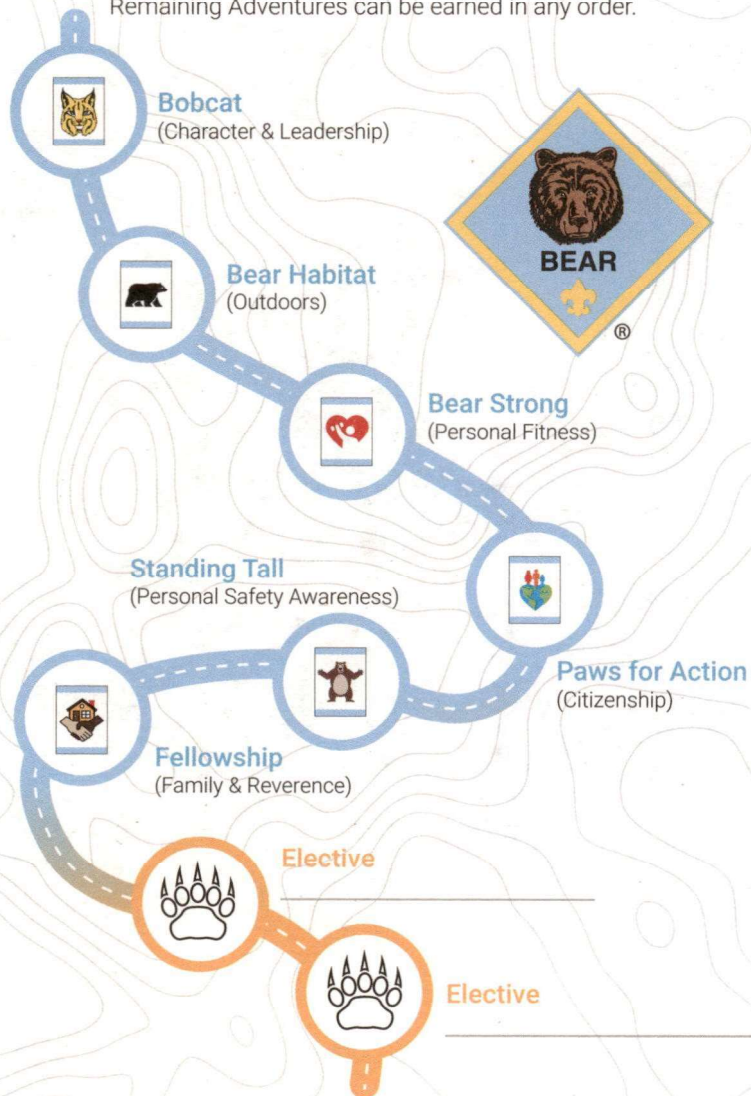 Remaining Adventures can be earned in any order.
Bobcat
(Character & Leadership)
BEAR
®
Bear Habitat
(Outdoors)
Bear Strong
(Personal Fitness)
Standing Tall
(Personal Safety Awareness)
Paws for Action
(Citizenship)
Fellowship
(Family & Reverence)
Elective
Elective